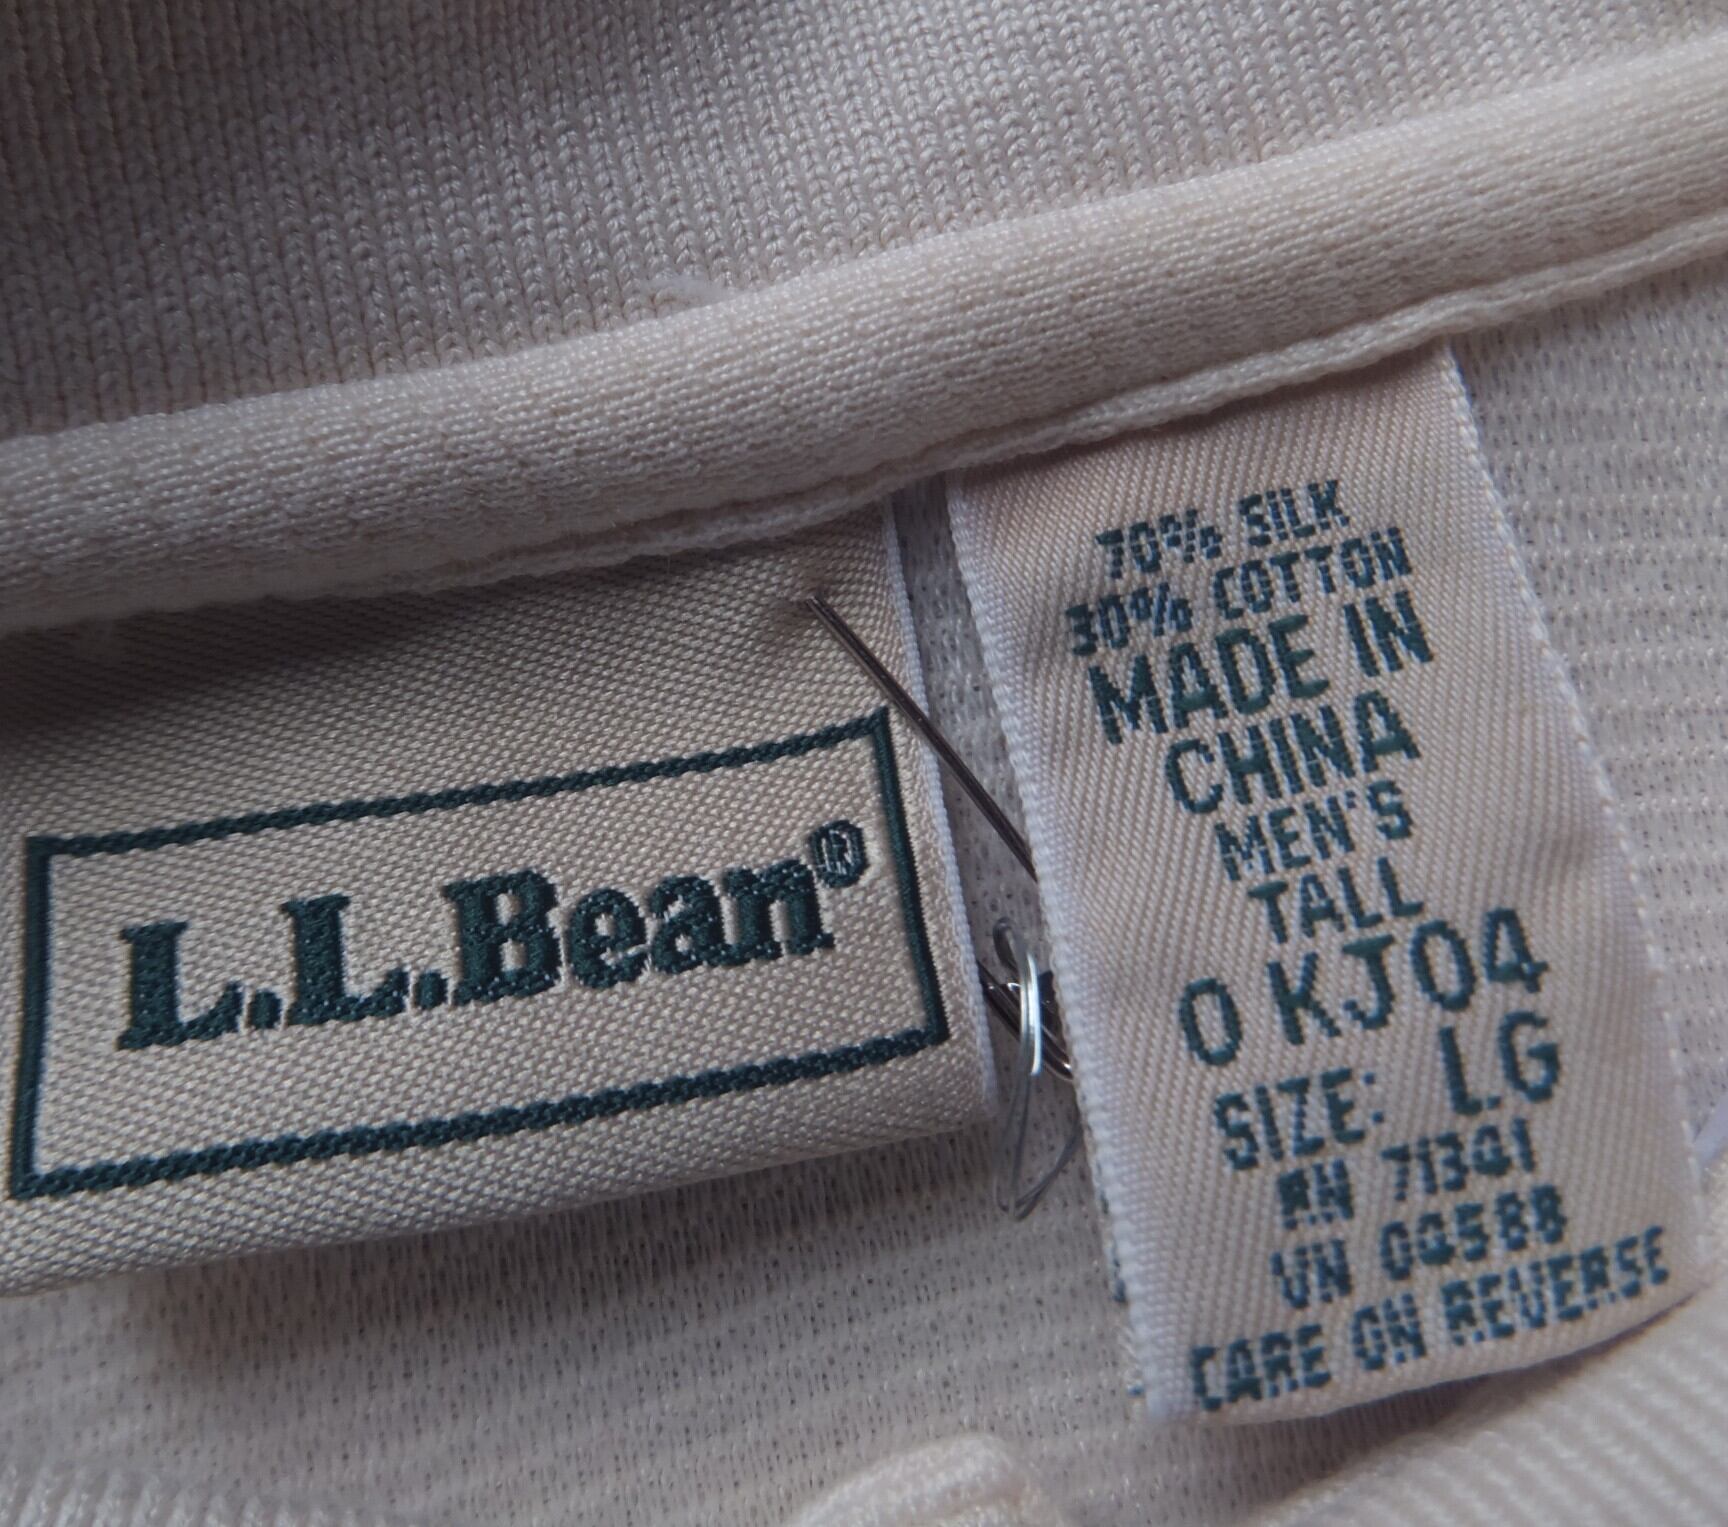 L.L.Bean®
70% SILK
30% COTTON
MADE IN
CHINA
MEN'S
TALL
0 KJ04
SIZE: LG
RN 71341
VN 04588
CARE ON REVERSE